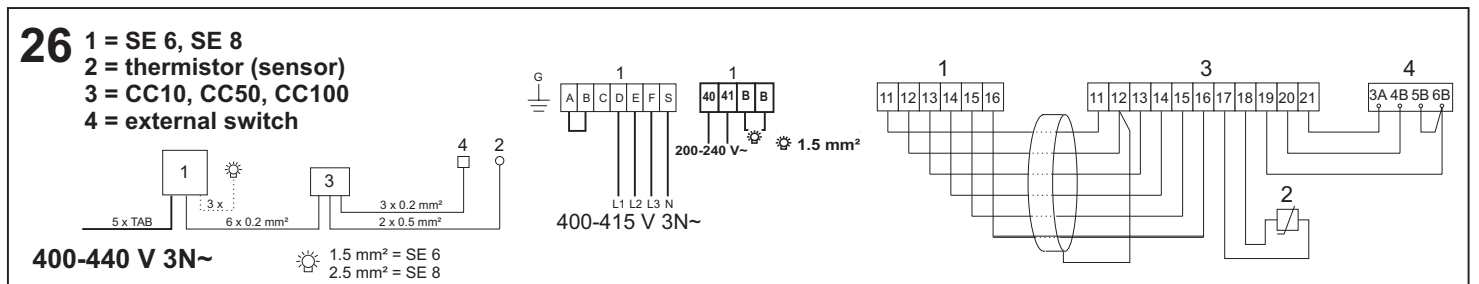 26
1 = SE 6, SE 8
2 = thermistor (sensor)
3 = CC10, CC50, CC100
4 = external switch
1
3 x
4
2
3
5 x TAB
6 x 0.2 mm²
3 x 0.2 mm²
2 x 0.5 mm²
400-440 V 3N~
1.5 mm² = SE 6
2.5 mm² = SE 8
G
1
A B C D E F S
L1 L2 L3 N
400-415 V 3N~
1
40 41 B B
200-240 V~
1.5 mm²
1
11 12 13 14 15 16
3
11 12 13 14 15 16 17 18 19 20 21
4
3A 4B 5B 6B
2